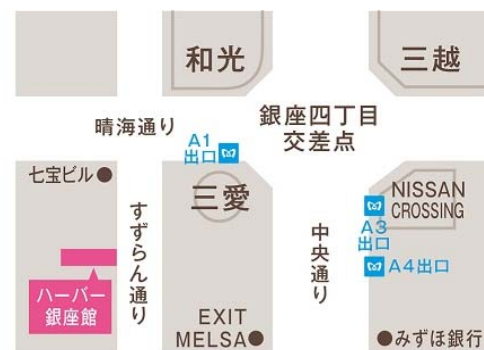 和光
三越
晴海通り
銀座四丁目
交差点
A1
出口
七宝ビル
三愛
NISSAN
CROSSING
すずらん通り
中央通り
A3
出口
A4出口
ハーバー
銀座館
EXIT
MELSA
みずほ銀行